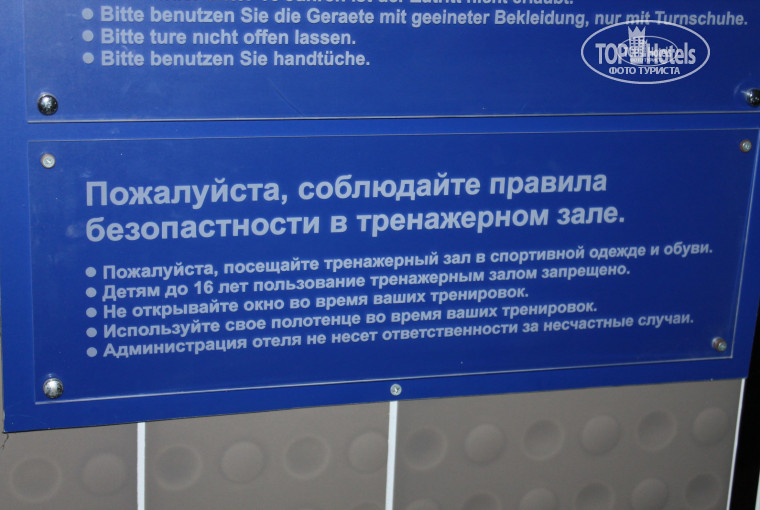 • Bitte benutzen Sie die Geraete mit geeineter Bekleidung, nur mit Turnschuhe.
• Bitte ture nıcht offen lassen.
• Bitte benutzen Sie handtüche.
TOP Hotels
ФОТО ТУРИСТА
Пожалуйста, соблюдайте правила
безопастности в тренажерном зале.
• Пожалуйста, посещайте тренажерный зал в спортивной одежде и обуви.
• Детям до 16 лет пользование тренажерным залом запрещено.
• Не открывайте окно во время ваших тренировок.
• Используйте свое полотенце во время ваших тренировок.
• Администрация отеля не несет ответственности за несчастные случаи.